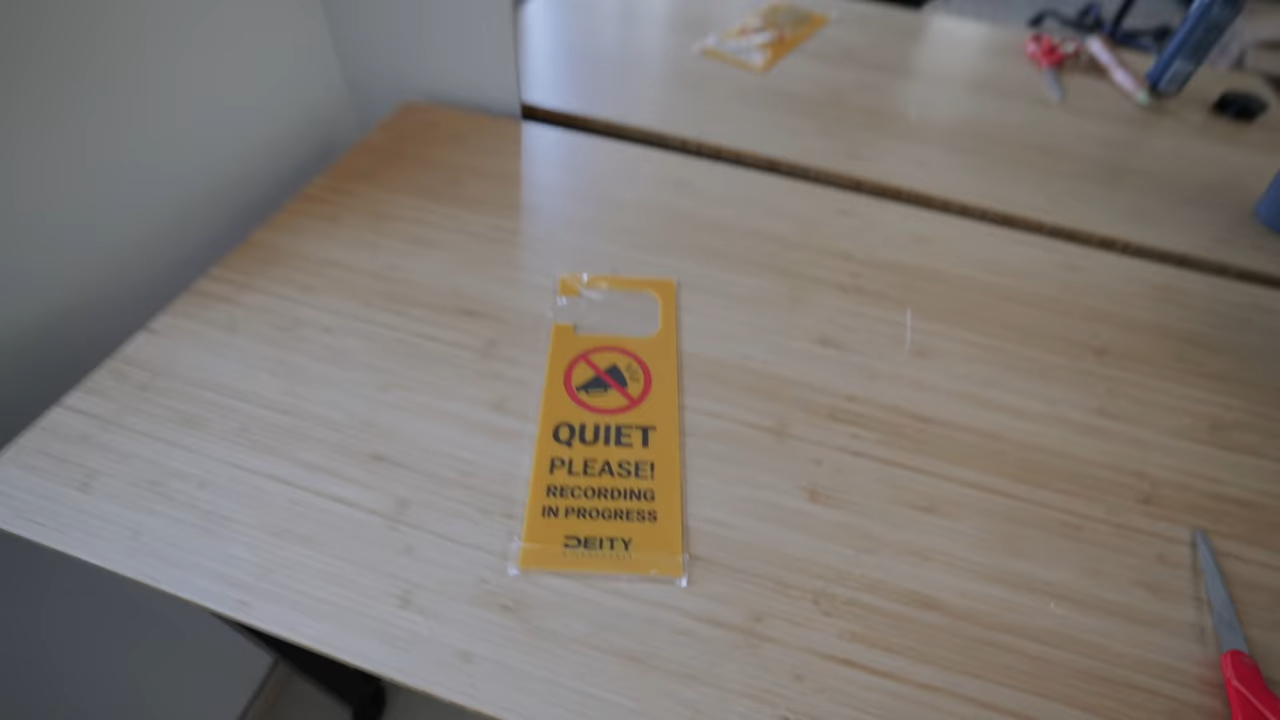 QUIET
PLEASE!
RECORDING
IN PROGRESS
DEITY